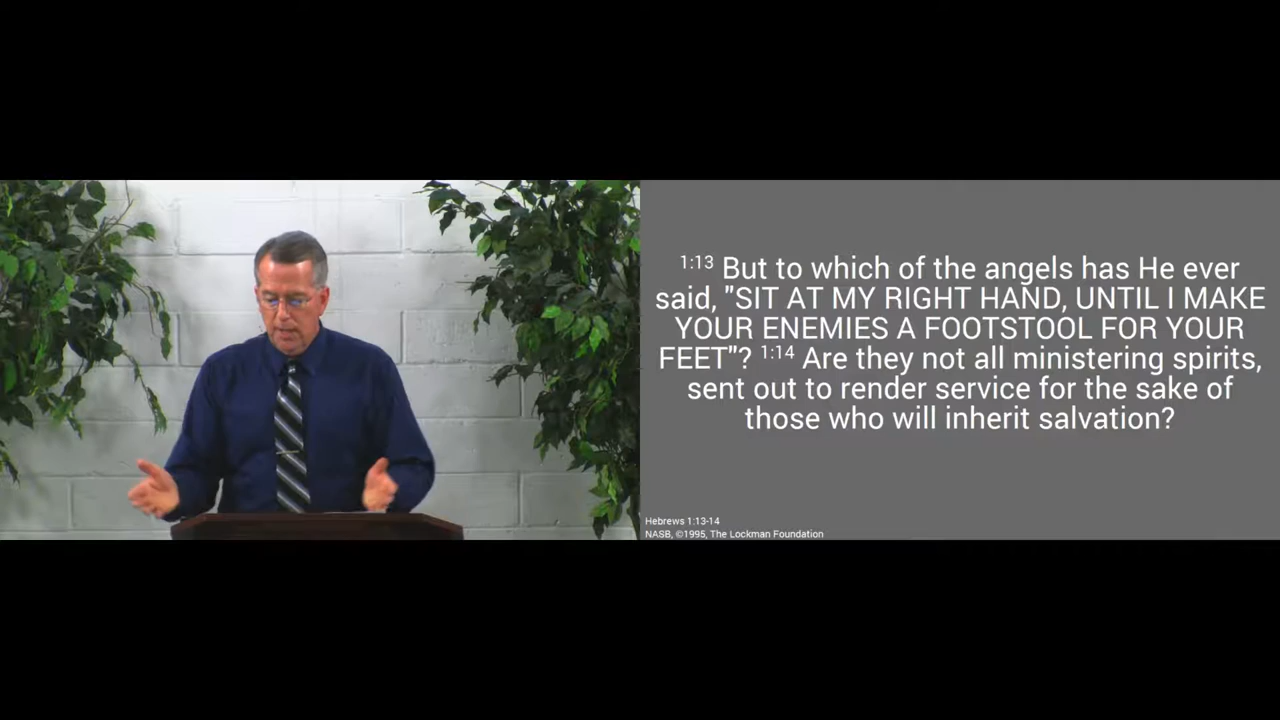 1:13 But to which of the angels has He ever
said, "SIT AT MY RIGHT HAND, UNTIL I MAKE
YOUR ENEMIES A FOOTSTOOL FOR YOUR
FEET"? 1:14 Are they not all ministering spirits,
sent out to render service for the sake of
those who will inherit salvation?
Hebrews 1:13-14
NASB, ©1995, The Lockman Foundation